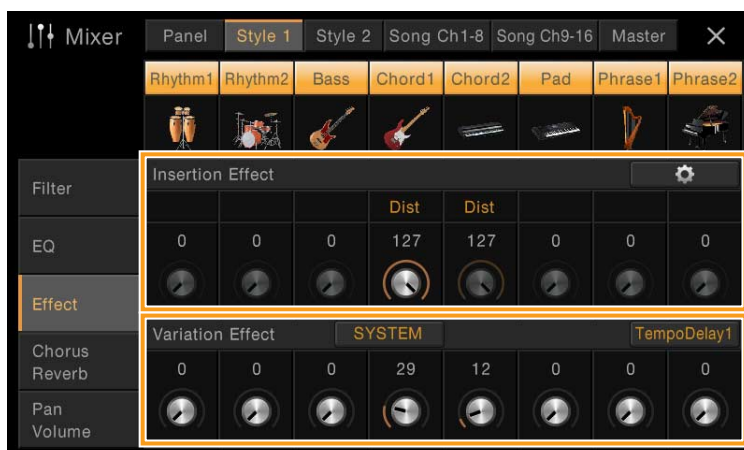 Mixer Panel Style 1 Style 2 Song Ch1-8 Song Ch9-16 Master
Rhythm1 Rhythm2 Bass Chord1 Chord2 Pad Phrase1 Phrase2
Filter
EQ
Effect
Chorus
Reverb
Pan
Volume
Insertion Effect
Dist Dist
0 0 0 127 127 0 0 0
Variation Effect SYSTEM TempoDelay1
0 0 0 29 12 0 0 0